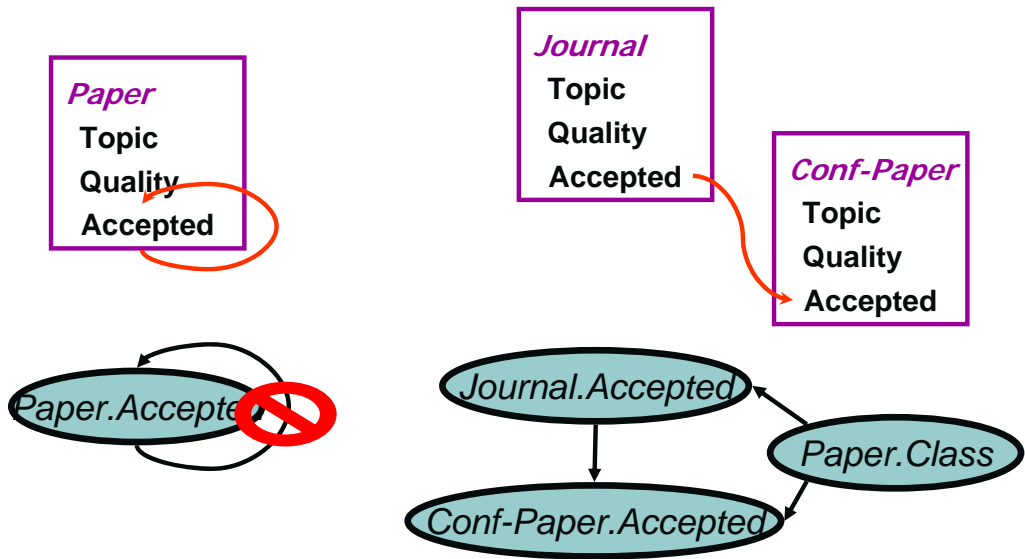 Paper
Topic
Quality
Accepted
Journal
Topic
Quality
Accepted
Conf-Paper
Topic
Quality
Accepted
Paper.Accepte
Journal.Accepted
Paper.Class
Conf-Paper.Accepted